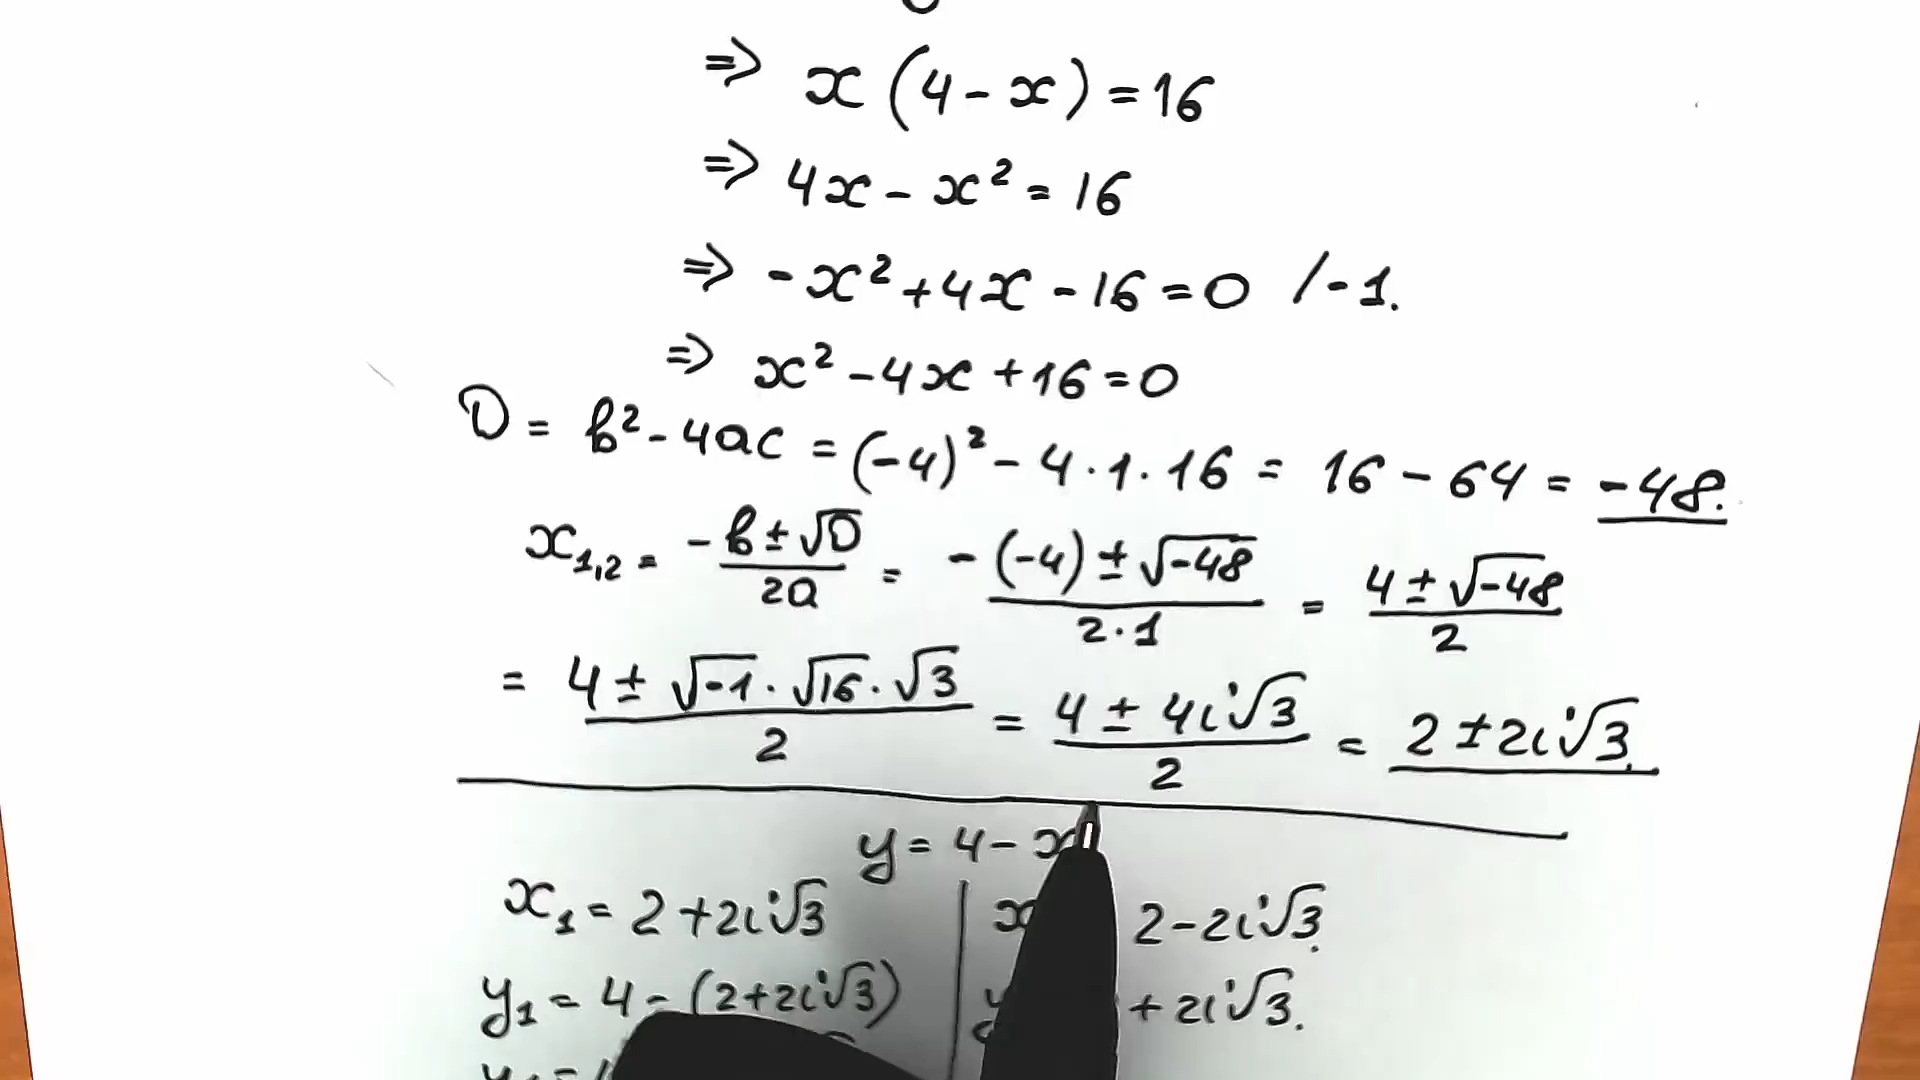 => x(4-x)=16
=> 4x-x²=16
=> -x²+4x-16=0 /-1.
=> x²-4x+16=0
D = b²-4ac = (-4)²-4·1·16 = 16-64 = -48.
x₁,₂ = (-b±√D)/2a = (-(-4)±√-48)/(2·1) = (4±√-48)/2
= (4±√-1·√16·√3)/2 = (4±4i√3)/2 = 2±2i√3.
y = 4-x
x₁ = 2+2i√3 x 2-2i√3.
y₁ = 4-(2+2i√3) y +2i√3.